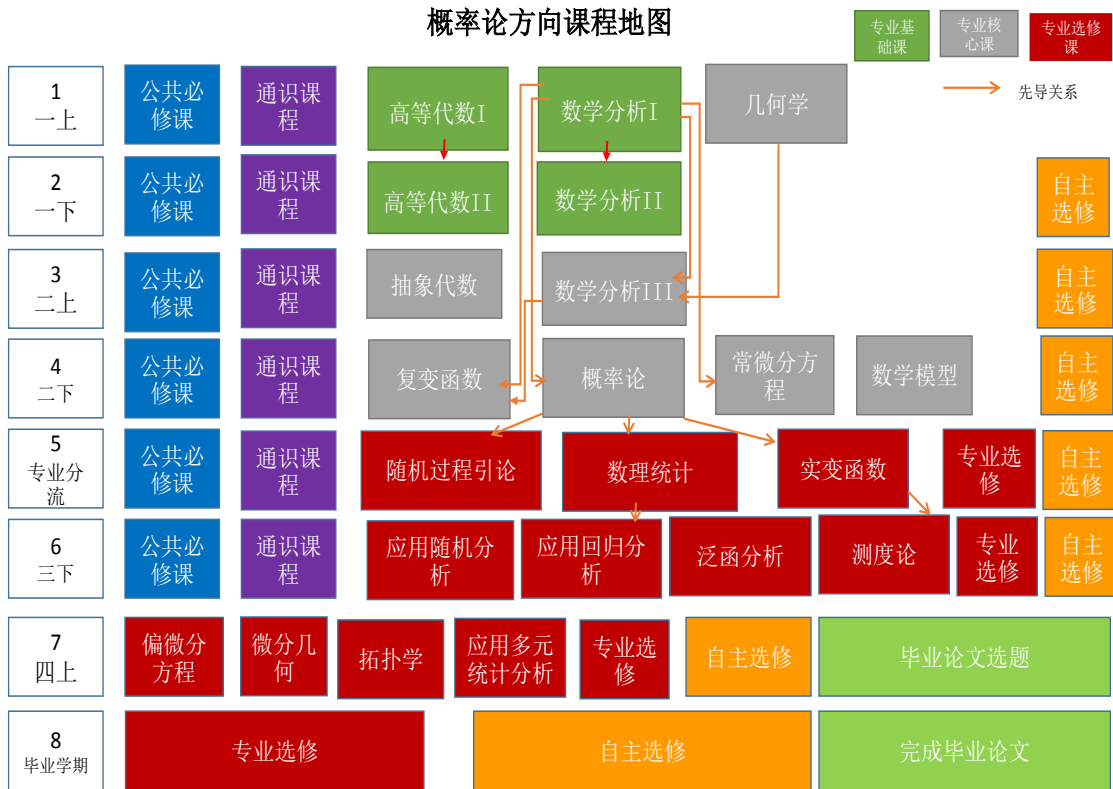 概率论方向课程地图
专业基
础课
专业核
心课
专业选修
课
先导关系
1
一上
公共必
修课
通识课
程
高等代数I
数学分析I
几何学
2
一下
公共必
修课
通识课
程
高等代数II
数学分析II
自主
选修
3
二上
公共必
修课
通识课
程
抽象代数
数学分析III
自主
选修
4
二下
公共必
修课
通识课
程
复变函数
概率论
常微分方
程
数学模型
自主
选修
5
专业分
流
公共必
修课
通识课
程
随机过程引论
数理统计
实变函数
专业选
修
自主
选修
6
三下
公共必
修课
通识课
程
应用随机分
析
应用回归分
析
泛函分析
测度论
专业
选修
自主
选修
7
四上
偏微分
方程
微分几
何
拓扑学
应用多元
统计分析
专业选
修
自主选修
毕业论文选题
8
毕业学期
专业选修
自主选修
完成毕业论文